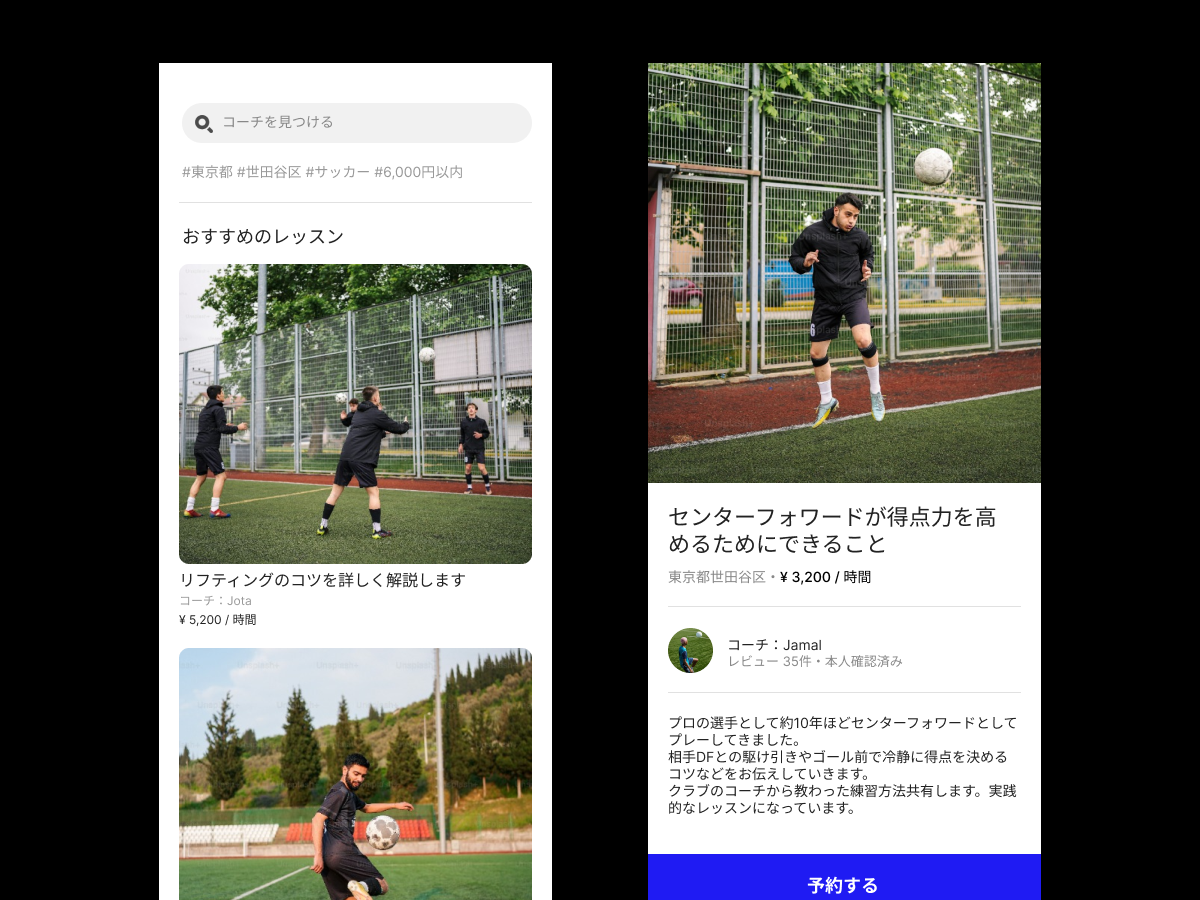 コーチを見つける
#東京都 #世田谷区 #サッカー #6,000円以内
おすすめのレッスン
リフティングのコツを詳しく解説します
コーチ：Jota
¥ 5,200 / 時間
センターフォワードが得点力を高
めるためにできること
東京都世田谷区・¥ 3,200 / 時間
コーチ：Jamal
レビュー 35件・本人確認済み
プロの選手として約10年ほどセンターフォワードとして
プレーしてきました。
相手DFとの駆け引きやゴール前で冷静に得点を決める
コツなどをお伝えしていきます。
クラブのコーチから教わった練習方法共有します。実践
的なレッスンになっています。
予約する